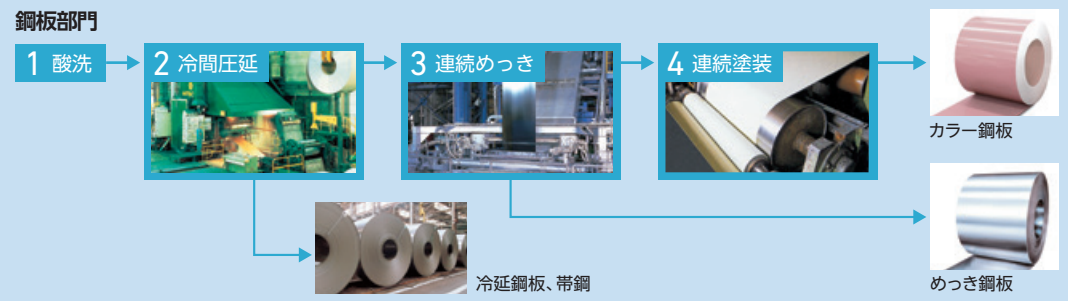 鋼板部門
1 酸洗
2 冷間圧延
3 連続めっき
4 連続塗装
カラー鋼板
冷延鋼板、帯鋼
めっき鋼板